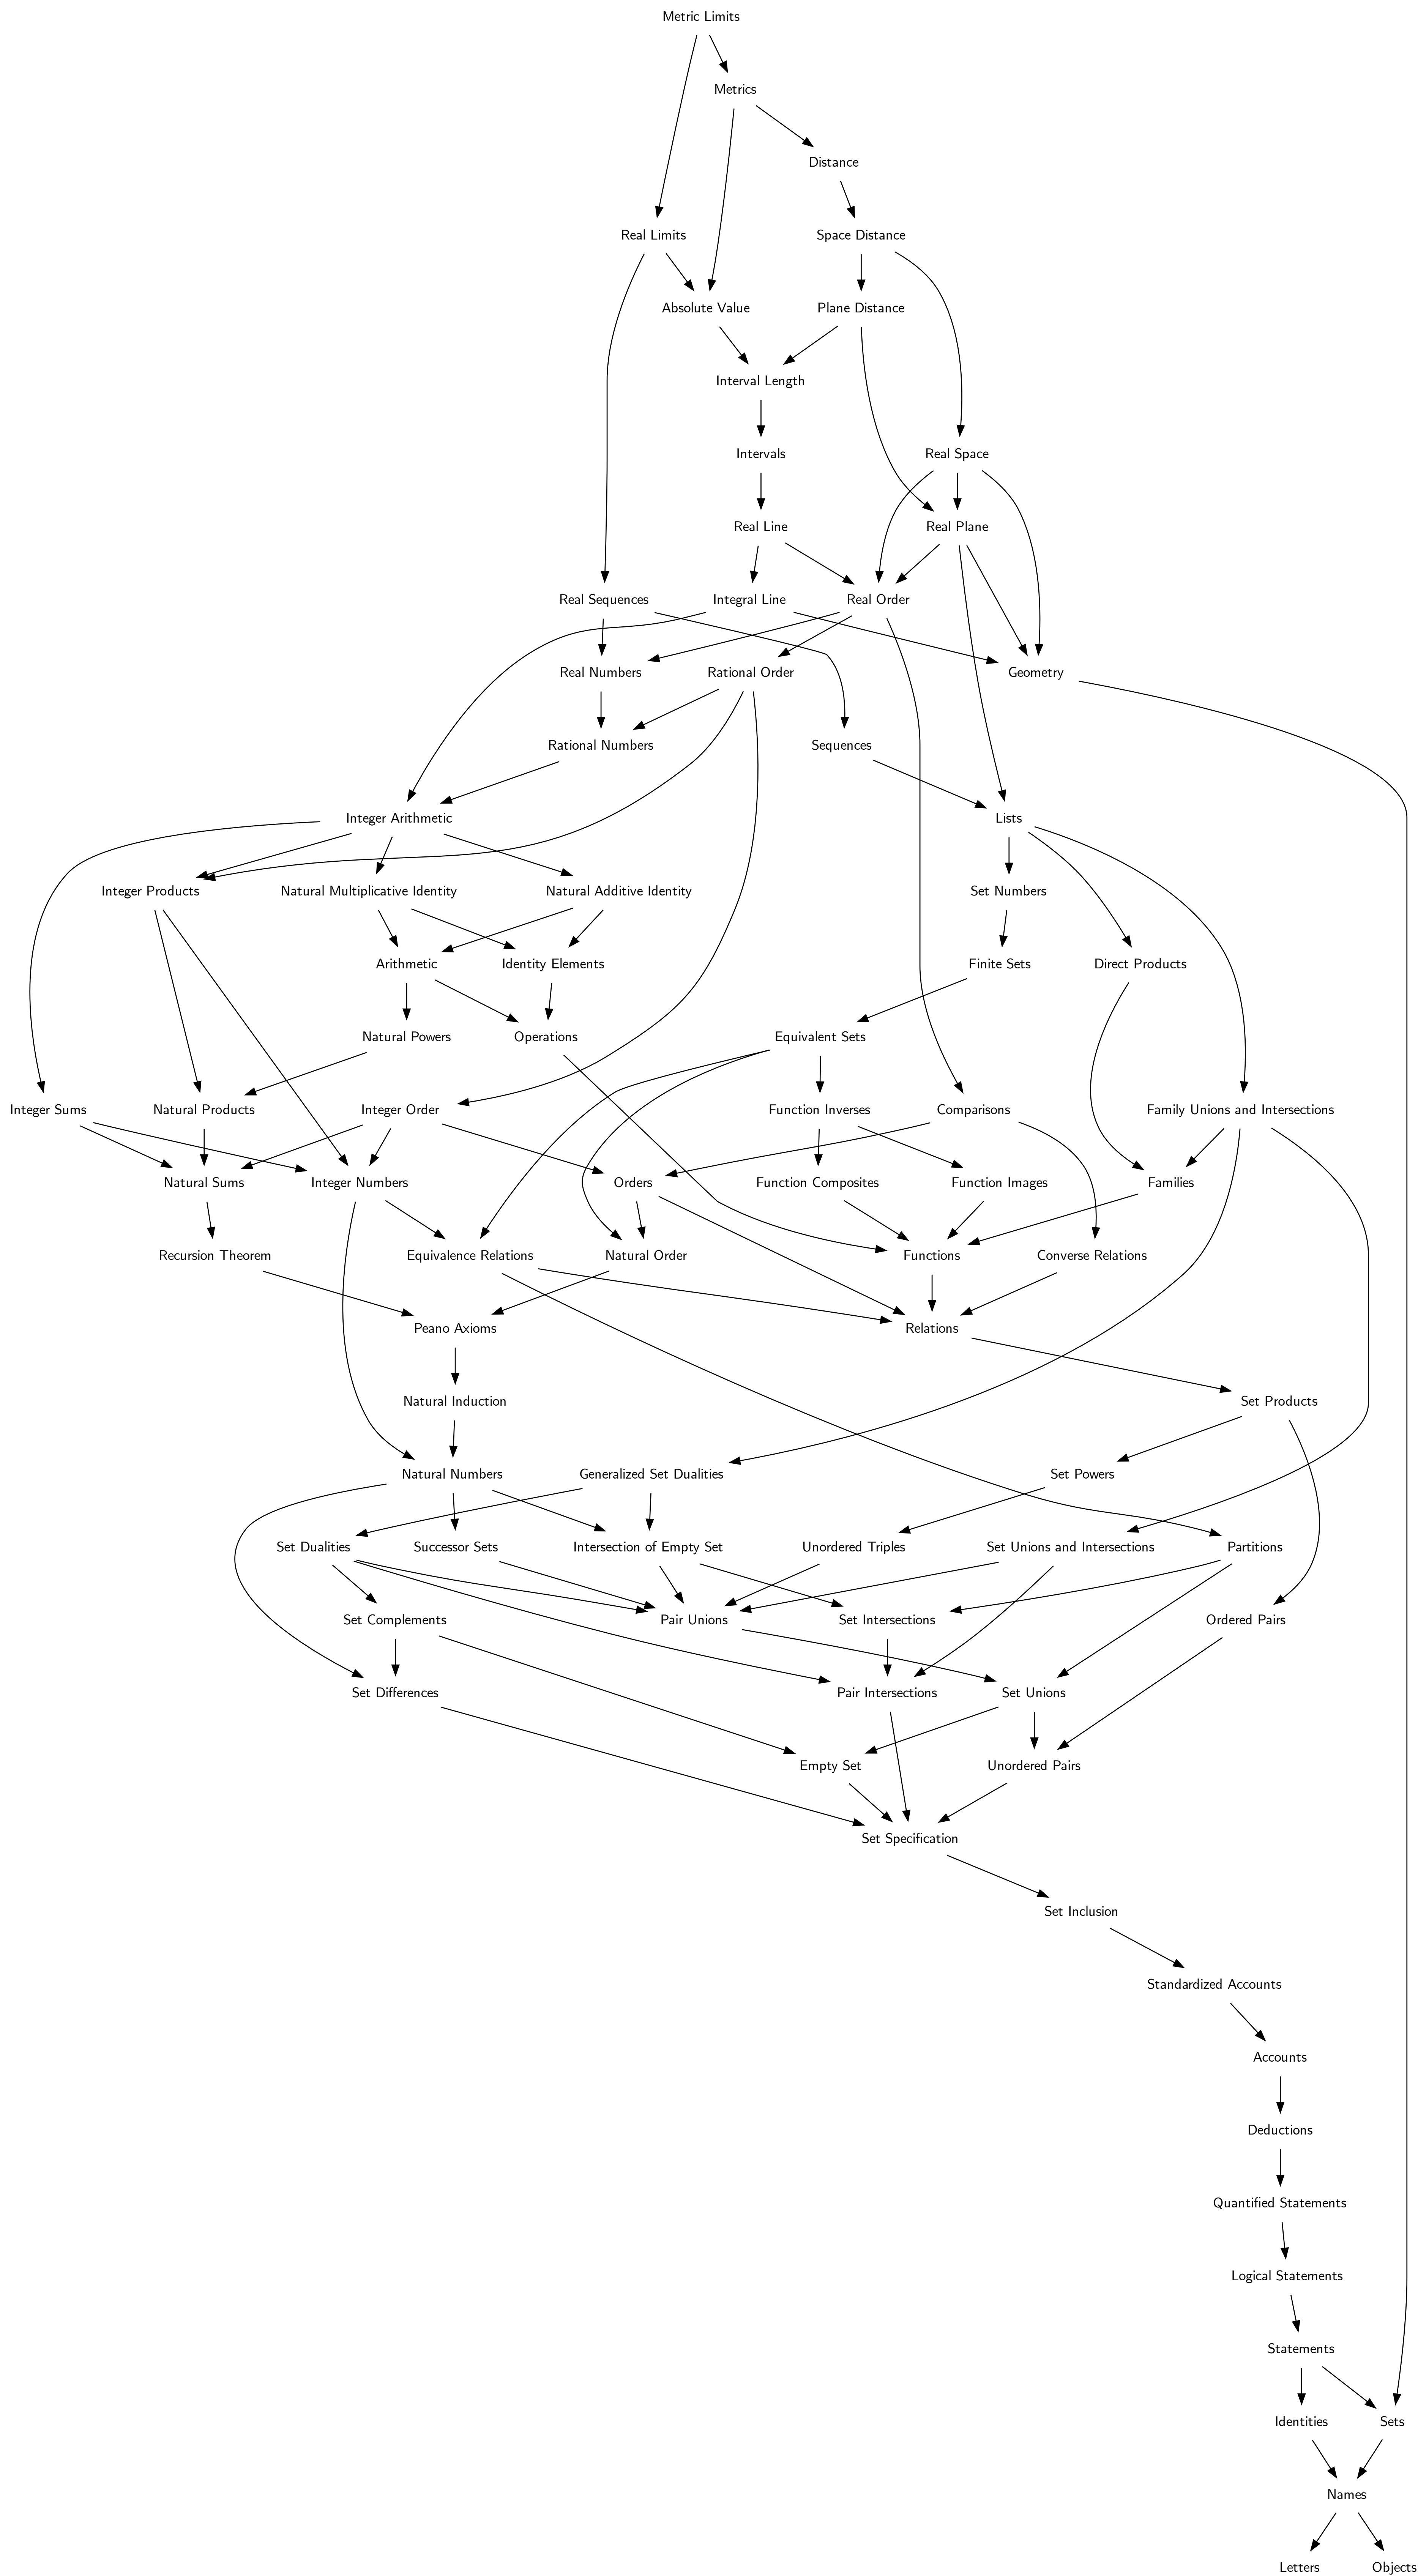 Metric Limits
Metrics
Distance
Real Limits
Space Distance
Absolute Value
Plane Distance
Interval Length
Intervals
Real Space
Real Line
Real Plane
Real Sequences
Integral Line
Real Order
Real Numbers
Rational Order
Geometry
Rational Numbers
Sequences
Integer Arithmetic
Lists
Integer Products
Natural Multiplicative Identity
Natural Additive Identity
Set Numbers
Arithmetic
Identity Elements
Finite Sets
Direct Products
Natural Powers
Operations
Equivalent Sets
Integer Sums
Natural Products
Integer Order
Function Inverses
Comparisons
Family Unions and Intersections
Natural Sums
Integer Numbers
Orders
Function Composites
Function Images
Families
Recursion Theorem
Equivalence Relations
Natural Order
Functions
Converse Relations
Peano Axioms
Relations
Natural Induction
Set Products
Natural Numbers
Generalized Set Dualities
Set Powers
Set Dualities
Successor Sets
Intersection of Empty Set
Unordered Triples
Set Unions and Intersections
Partitions
Set Complements
Pair Unions
Set Intersections
Ordered Pairs
Set Differences
Pair Intersections
Set Unions
Empty Set
Unordered Pairs
Set Specification
Set Inclusion
Standardized Accounts
Accounts
Deductions
Quantified Statements
Logical Statements
Statements
Identities
Sets
Names
Letters
Objects